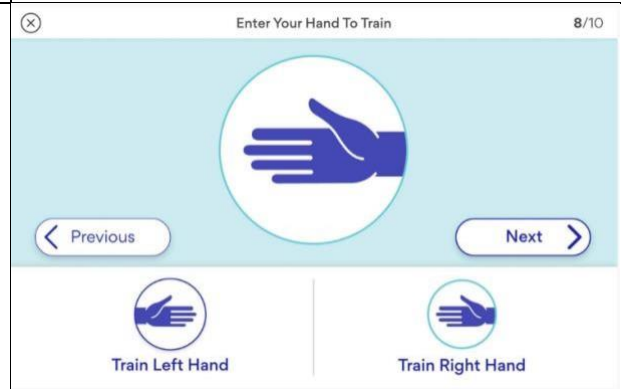 Enter Your Hand To Train
8/10
Previous
Next
Train Left Hand
Train Right Hand